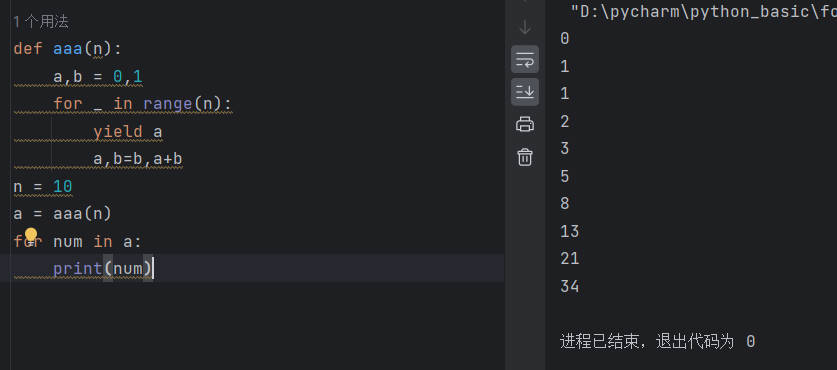 1 个用法
def aaa(n):
    a,b = 0,1
    for _ in range(n):
        yield a
        a,b=b,a+b
n = 10
a = aaa(n)
for num in a:
    print(num)
"D:\pycharm\python_basic\fo
0
1
1
2
3
5
8
13
21
34
进程已结束，退出代码为 0